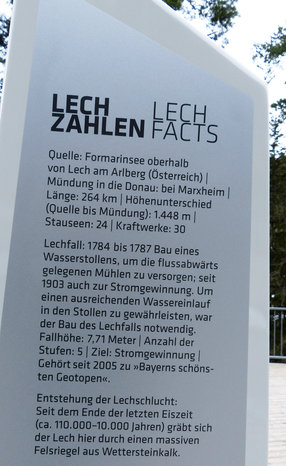 LECH LECH
ZAHLEN FACTS
Quelle: Formarinsee oberhalb
von Lech am Arlberg (Österreich) |
Mündung in die Donau: bei Marxheim |
Länge: 264 km | Höhenunterschied
(Quelle bis Mündung): 1.448 m |
Stauseen: 24 | Kraftwerke: 30
Lechfall: 1784 bis 1787 Bau eines
Wasserstollens, um die flussabwärts
gelegenen Mühlen zu versorgen; seit
1903 auch zur Stromgewinnung. Um
einen ausreichenden Wassereinlauf
in den Stollen zu gewährleisten, war
der Bau des Lechfalls notwendig.
Fallhöhe: 7,71 Meter | Anzahl der
Stufen: 5 | Ziel: Stromgewinnung |
Gehört seit 2005 zu »Bayerns schöns-
ten Geotopen«.
Entstehung der Lechschlucht:
Seit dem Ende der letzten Eiszeit
(ca. 110.000–10.000 Jahren) gräbt sich
der Lech hier durch einen massiven
Felsriegel aus Wettersteinkalk.